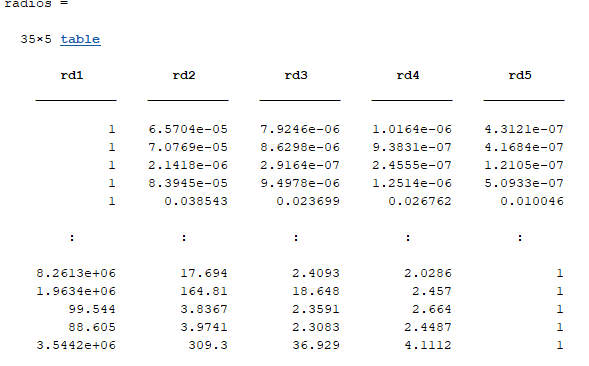 radios =
35×5 table
rd1 rd2 rd3 rd4 rd5
1 6.5704e-05 7.9246e-06 1.0164e-06 4.3121e-07
1 7.0769e-05 8.6298e-06 9.3831e-07 4.1684e-07
1 2.1418e-06 2.9164e-07 2.4555e-07 1.2105e-07
1 8.3945e-05 9.4978e-06 1.2514e-06 5.0933e-07
1 0.038543 0.023699 0.026762 0.010046
: : : : :
8.2613e+06 17.694 2.4093 2.0286 1
1.9634e+06 164.81 18.648 2.457 1
99.544 3.8367 2.3591 2.664 1
88.605 3.9741 2.3083 2.4487 1
3.5442e+06 309.3 36.929 4.1112 1